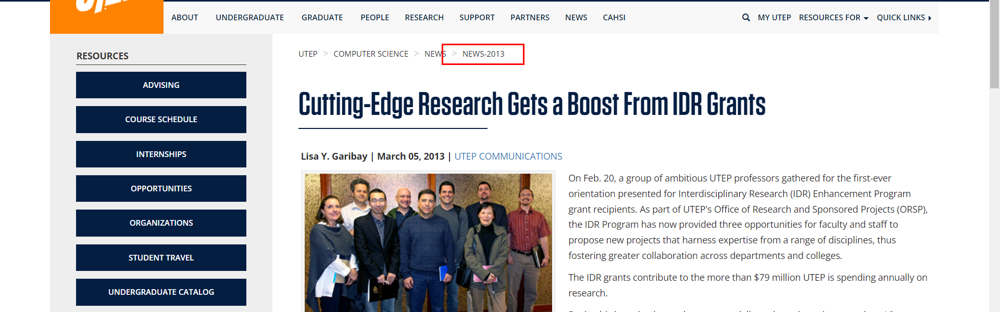 ABOUT UNDERGRADUATE GRADUATE PEOPLE RESEARCH SUPPORT PARTNERS NEWS CAHSI MY UTEP RESOURCES FOR QUICK LINKS
RESOURCES
ADVISING
COURSE SCHEDULE
INTERNSHIPS
OPPORTUNITIES
ORGANIZATIONS
STUDENT TRAVEL
UNDERGRADUATE CATALOG
UTEP > COMPUTER SCIENCE > NEWS > NEWS-2013
Cutting-Edge Research Gets a Boost From IDR Grants
Lisa Y. Garibay | March 05, 2013 | UTEP COMMUNICATIONS
On Feb. 20, a group of ambitious UTEP professors gathered for the first-ever
orientation presented for Interdisciplinary Research (IDR) Enhancement Program
grant recipients. As part of UTEP's Office of Research and Sponsored Projects (ORSP),
the IDR Program has now provided three opportunities for faculty and staff to
propose new projects that harness expertise from a range of disciplines, thus
fostering greater collaboration across departments and colleges.
The IDR grants contribute to the more than $79 million UTEP is spending annually on
research.